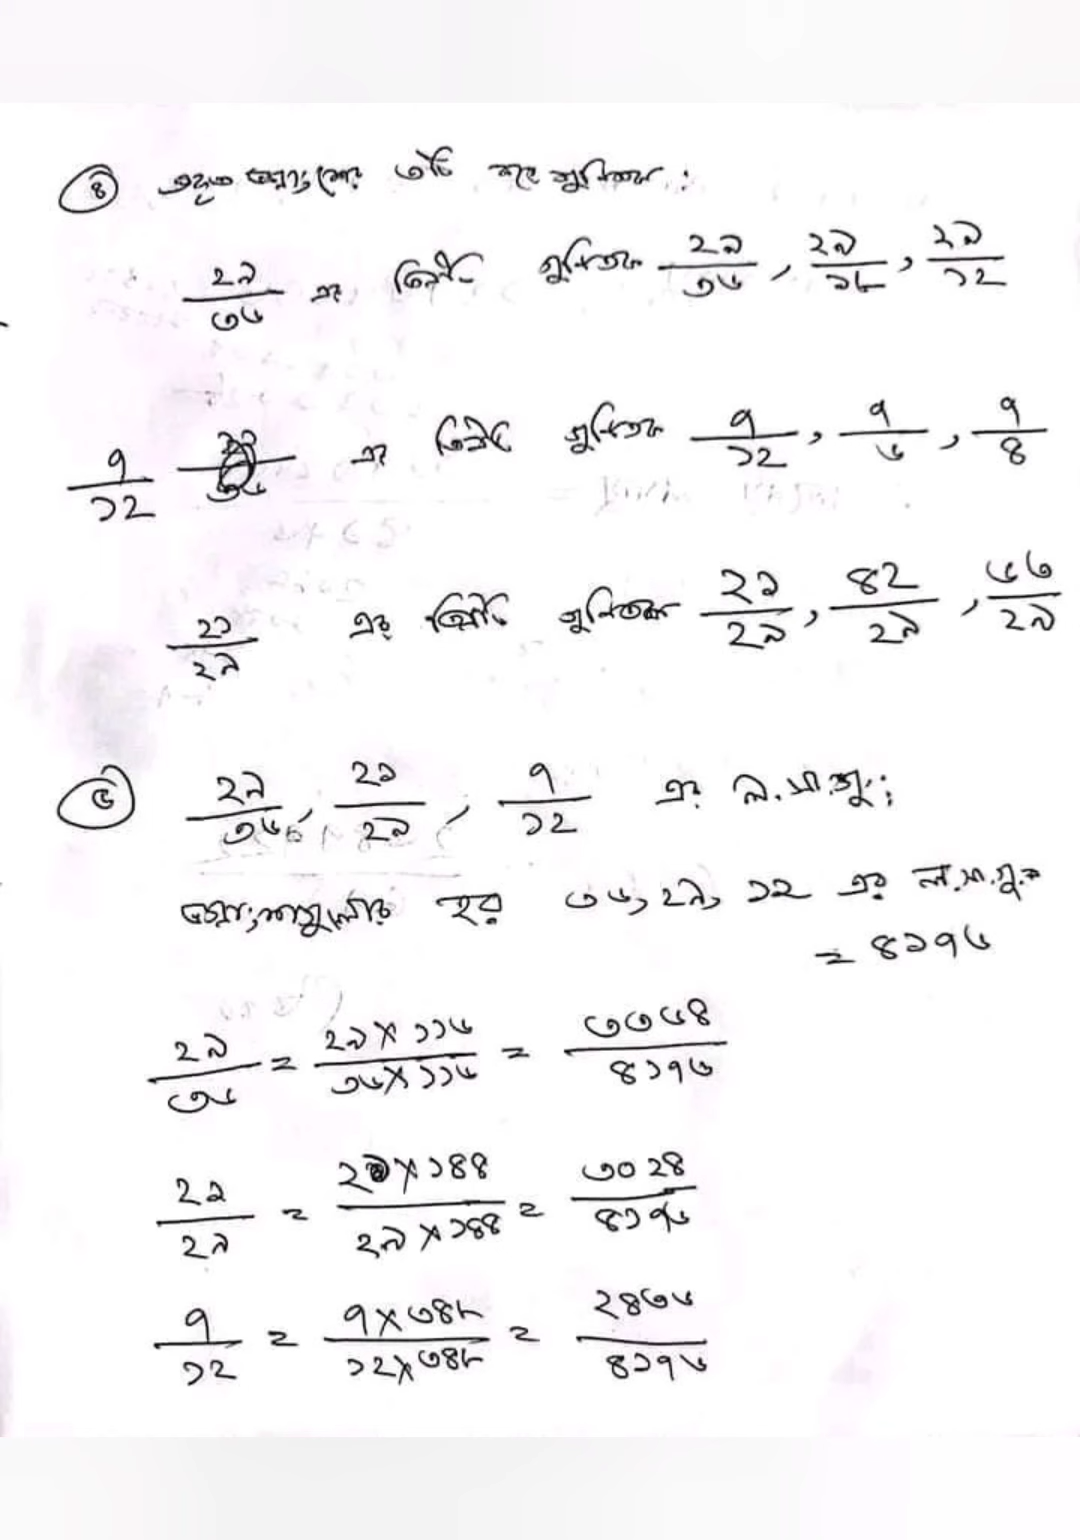 ④ প্রকৃত ভগ্নাংশের ৩টি করে গুনিতক :
২৯/৩৬ এর তিনটি গুনিতক ২৯/৩৬, ২৯/১৮, ২৯/১২
৭/১২ এর তিনটি গুনিতক ৭/১২, ৭/৬, ৭/৪
২১/২৯ এর তিনটি গুনিতক ২১/২৯, ৪২/২৯, ৬৩/২৯
⑤ ২৯/৩৬, ২১/২৯, ৭/১২ এর ল.সা.গু:
ভগ্নাংশগুলোর হর ৩৬, ২৯, ১২ এর ল.সা.গু.
= ৪১৭৬
২৯/৩৬ = ২৯×১১৬/৩৬×১১৬ = ৩৩৬৪/৪১৭৬
২১/২৯ = ২১×১৪৪/২৯×১৪৪ = ৩০২৪/৪১৭৬
৭/১২ = ৭×৩৪৮/১২×৩৪৮ = ২৪৩৬/৪১৭৬